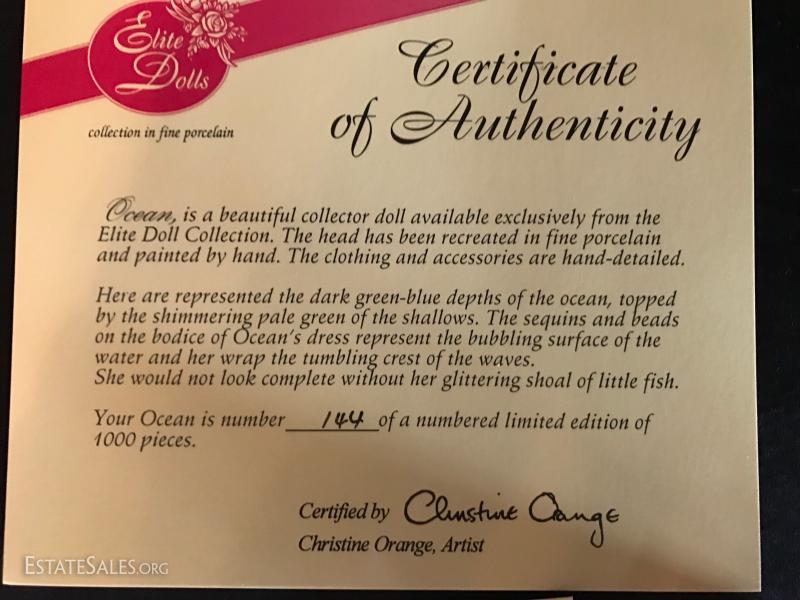 Elite
Dolls
collection in fine porcelain
Certificate
of Authenticity
Ocean, is a beautiful collector doll available exclusively from the
Elite Doll Collection. The head has been recreated in fine porcelain
and painted by hand. The clothing and accessories are hand-detailed.
Here are represented the dark green-blue depths of the ocean, topped
by the shimmering pale green of the shallows. The sequins and beads
on the bodice of Ocean's dress represent the bubbling surface of the
water and her wrap the tumbling crest of the waves.
She would not look complete without her glittering shoal of little fish.
Your Ocean is number 144 of a numbered limited edition of
1000 pieces.
Certified by Christine Orange
Christine Orange, Artist
ESTATESALES.ORG